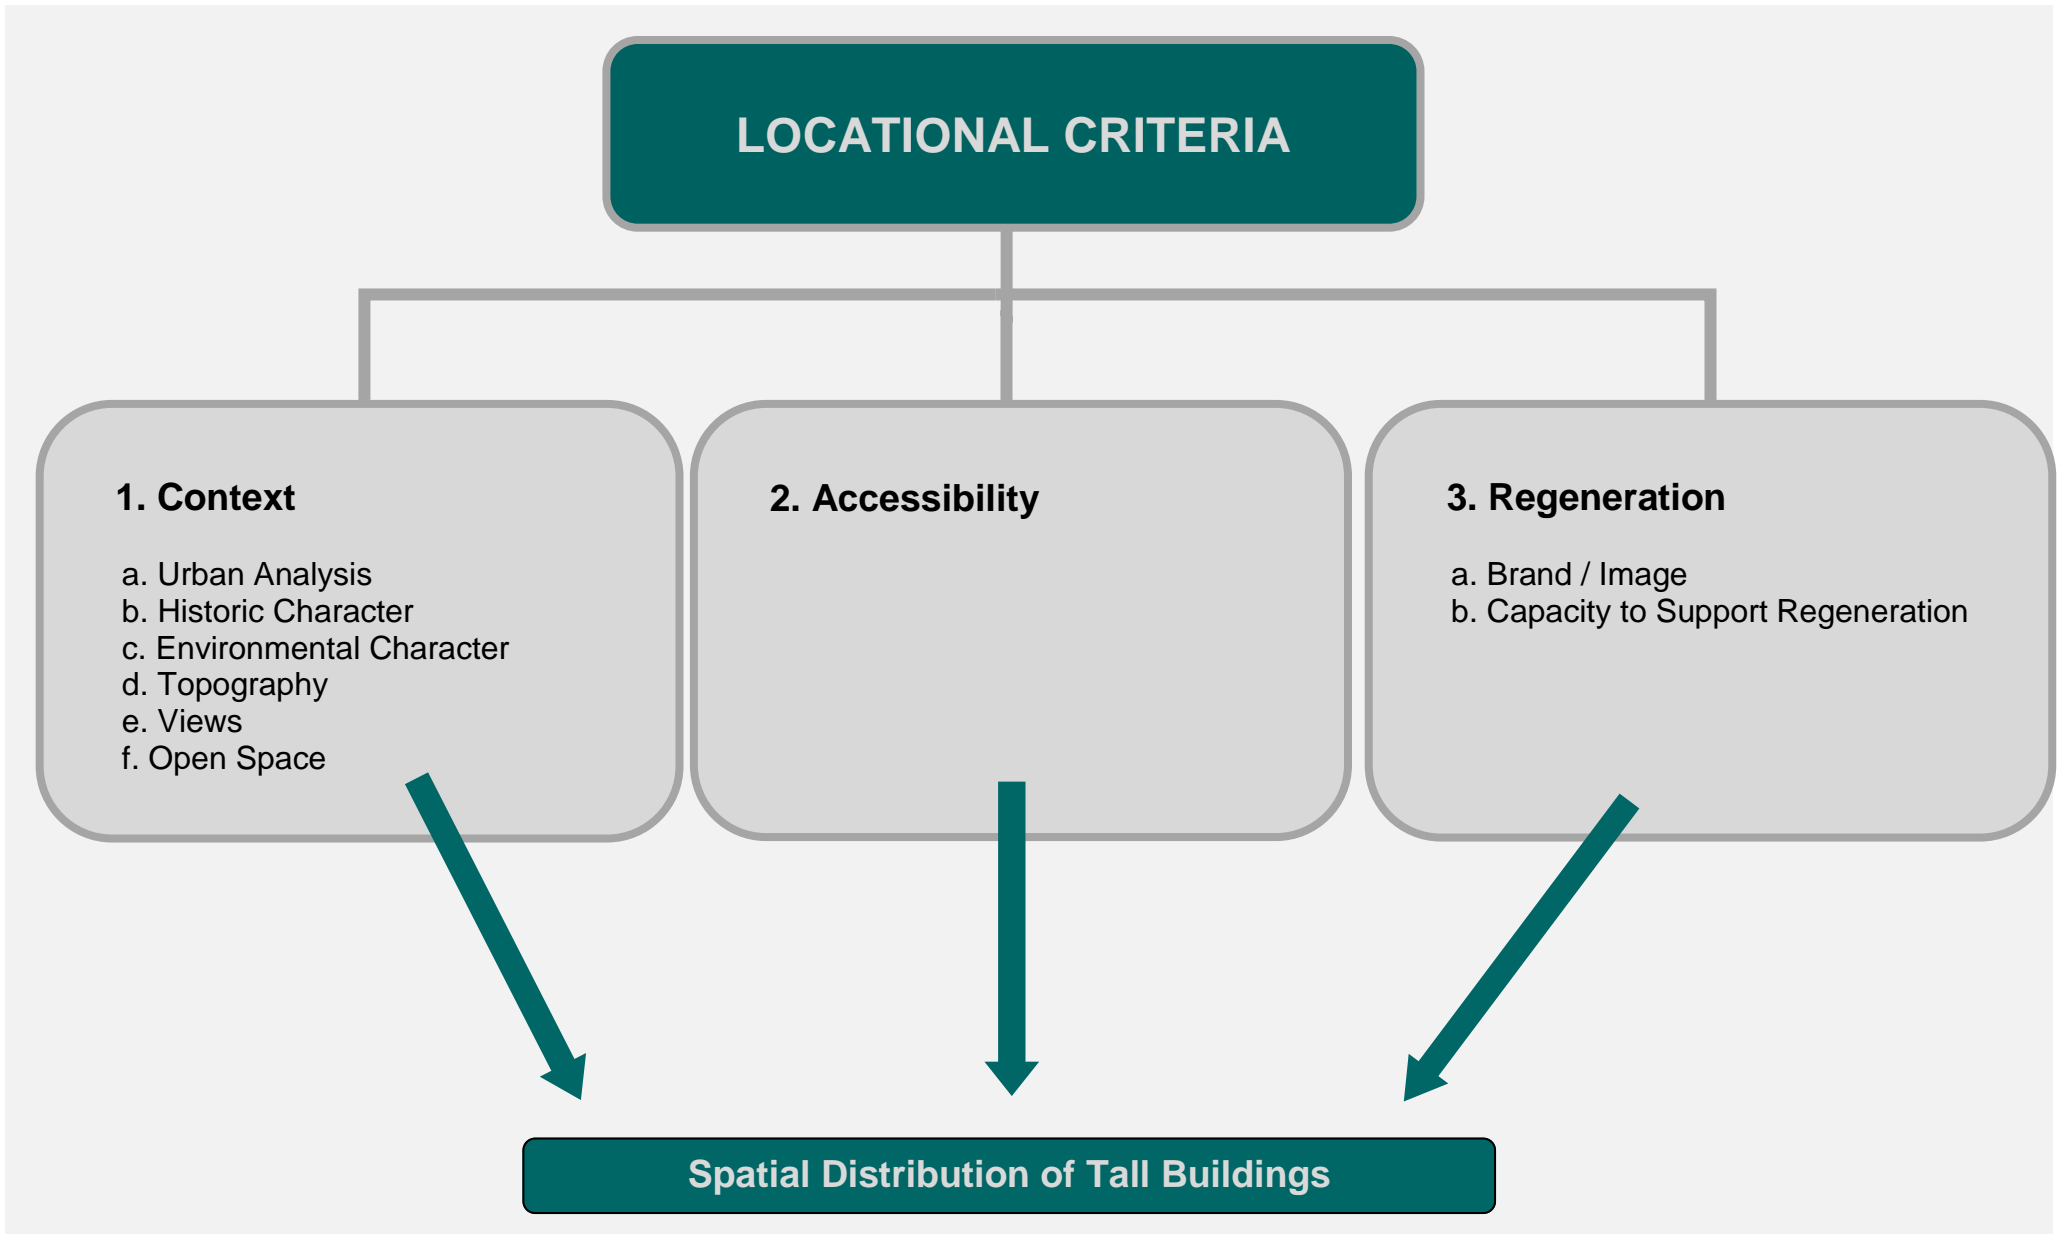 LOCATIONAL CRITERIA
1. Context
a. Urban Analysis
b. Historic Character
c. Environmental Character
d. Topography
e. Views
f. Open Space
2. Accessibility
3. Regeneration
a. Brand / Image
b. Capacity to Support Regeneration
Spatial Distribution of Tall Buildings